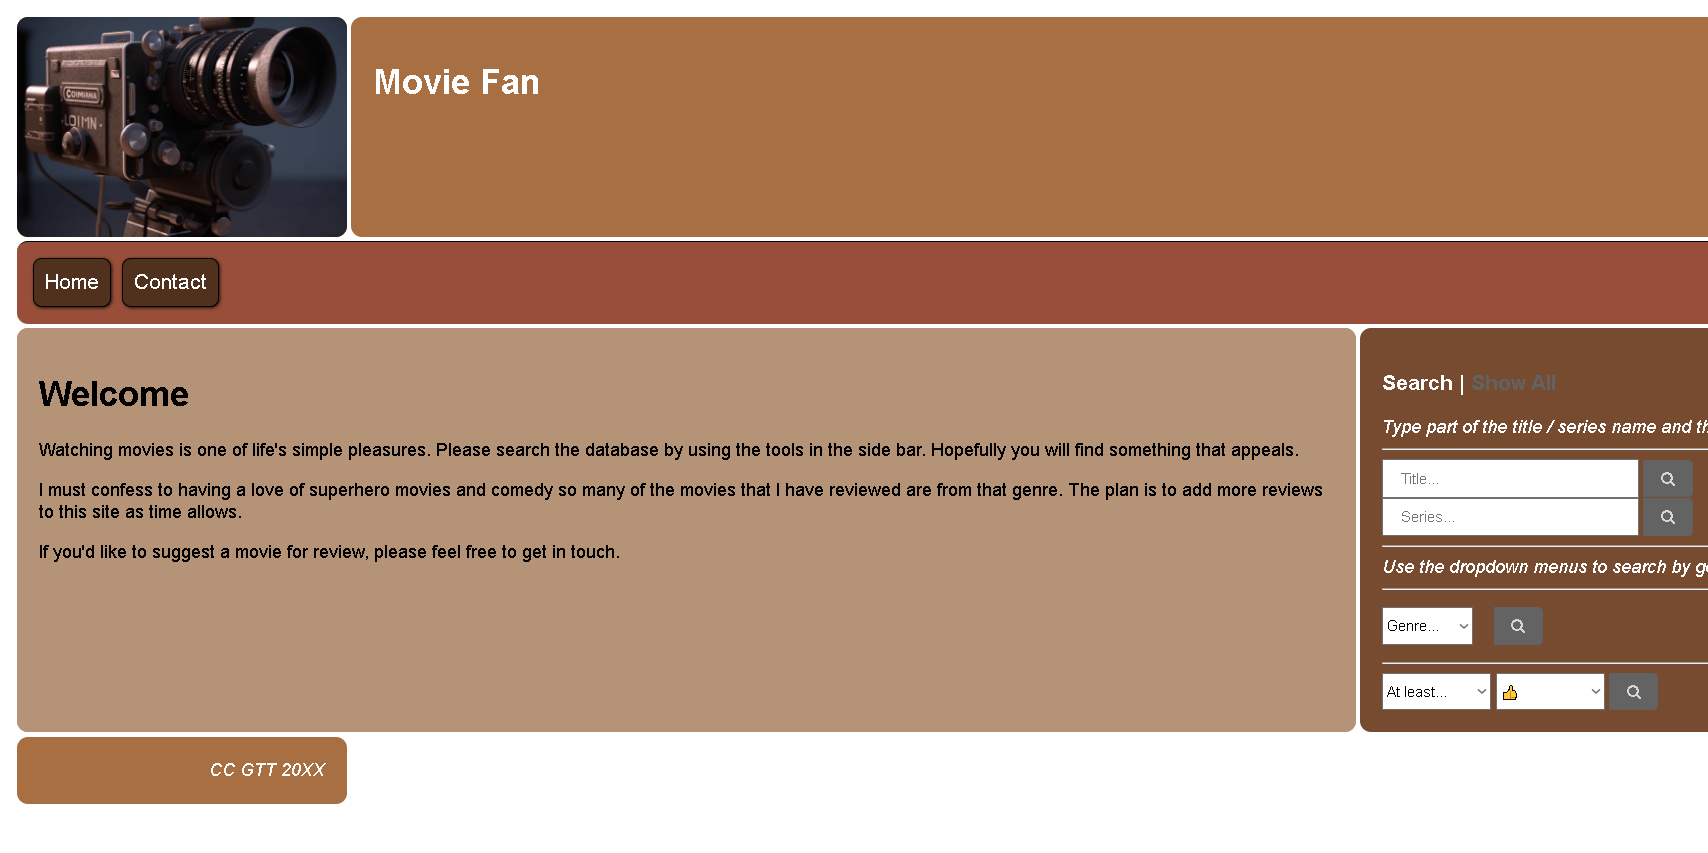 COIMIANA
LOIMN
Movie Fan
Home Contact
Welcome
Watching movies is one of life's simple pleasures. Please search the database by using the tools in the side bar. Hopefully you will find something that appeals.
I must confess to having a love of superhero movies and comedy so many of the movies that I have reviewed are from that genre. The plan is to add more reviews
to this site as time allows.
If you'd like to suggest a movie for review, please feel free to get in touch.
Search | Show All
Type part of the title / series name and
Title...
Series...
Use the dropdown menus to search by
Genre...
At least...
CC GTT 20XX